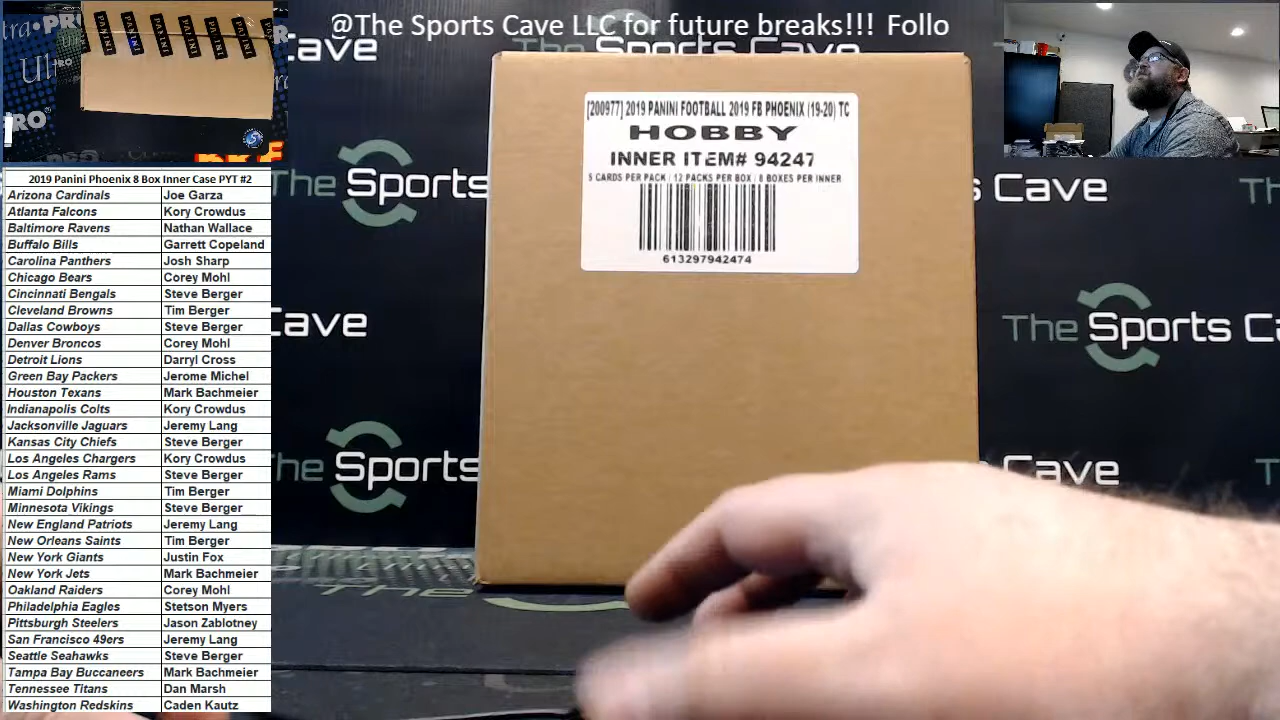 @The Sports Cave LLC for future breaks!!! Follo
[200977] 2019 PANINI FOOTBALL 2019 FB PHOENIX (19-20) TC
HOBBY
INNER ITEM# 94247
5 CARDS PER PACK / 12 PACKS PER BOX / 8 BOXES PER INNER
613297942474
PANINI PANINI PANINI PANINI PANINI PANINI
2019 Panini Phoenix 8 Box Inner Case PYT #2
Arizona Cardinals Joe Garza
Atlanta Falcons Kory Crowdus
Baltimore Ravens Nathan Wallace
Buffalo Bills Garrett Copeland
Carolina Panthers Josh Sharp
Chicago Bears Corey Mohl
Cincinnati Bengals Steve Berger
Cleveland Browns Tim Berger
Dallas Cowboys Steve Berger
Denver Broncos Corey Mohl
Detroit Lions Darryl Cross
Green Bay Packers Jerome Michel
Houston Texans Mark Bachmeier
Indianapolis Colts Kory Crowdus
Jacksonville Jaguars Jeremy Lang
Kansas City Chiefs Steve Berger
Los Angeles Chargers Kory Crowdus
Los Angeles Rams Steve Berger
Miami Dolphins Tim Berger
Minnesota Vikings Steve Berger
New England Patriots Jeremy Lang
New Orleans Saints Tim Berger
New York Giants Justin Fox
New York Jets Mark Bachmeier
Oakland Raiders Corey Mohl
Philadelphia Eagles Stetson Myers
Pittsburgh Steelers Jason Zablotney
San Francisco 49ers Jeremy Lang
Seattle Seahawks Steve Berger
Tampa Bay Buccaneers Mark Bachmeier
Tennessee Titans Dan Marsh
Washington Redskins Caden Kautz
The Sports
s Cave
Cave
The Sports Ca
The Sports
Cave
The